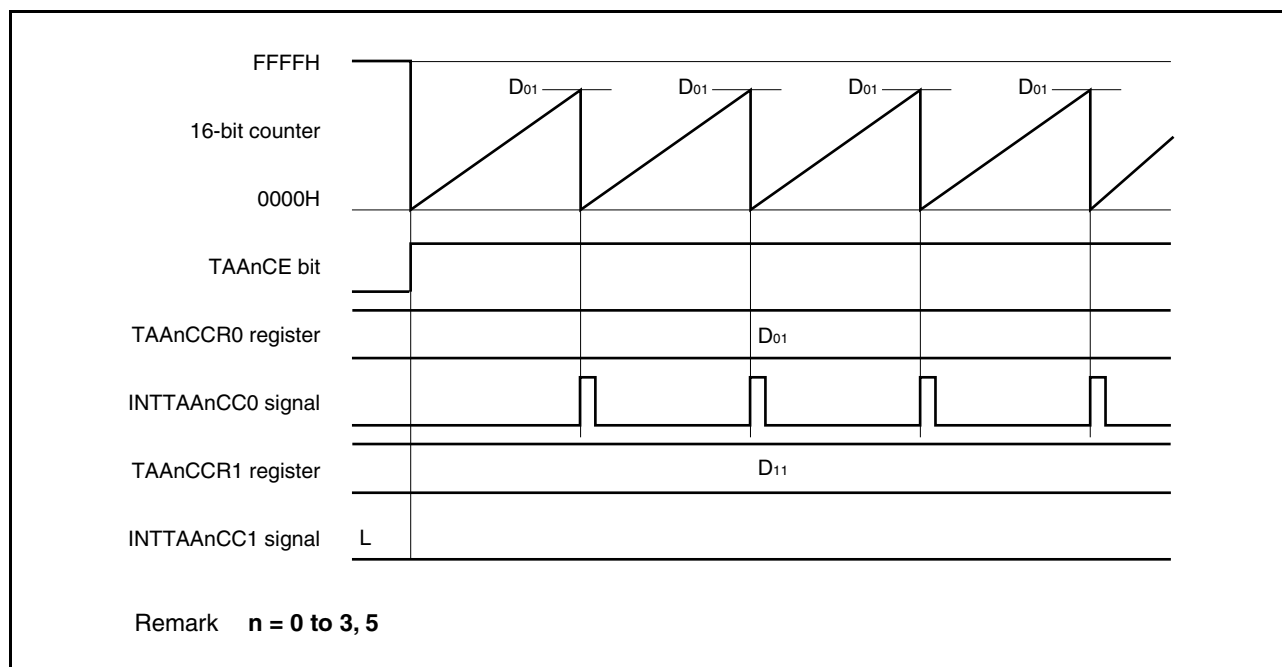 FFFFH
D01 D01 D01 D01
16-bit counter
0000H
TAAnCE bit
TAAnCCR0 register D01
INTTAAnCC0 signal
TAAnCCR1 register D11
INTTAAnCC1 signal L
Remark n = 0 to 3, 5